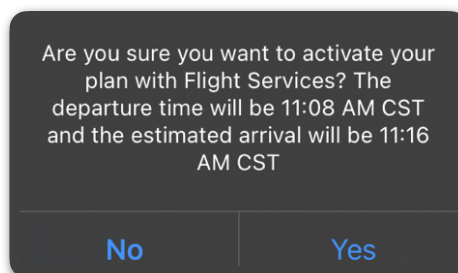 Are you sure you want to activate your
plan with Flight Services? The
departure time will be 11:08 AM CST
and the estimated arrival will be 11:16
AM CST
No
Yes